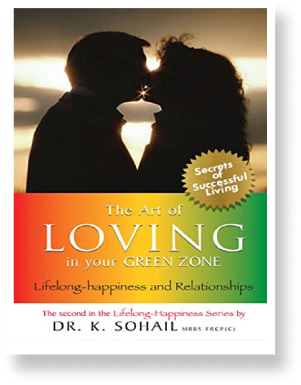 Secrets
of
Successful
Living
The Art of
LOVING
in your GREEN ZONE
Lifelong-happiness and Relationships
The second in the Lifelong-Happiness Series by
DR. K. SOHAIL MBBS FRCP(C)